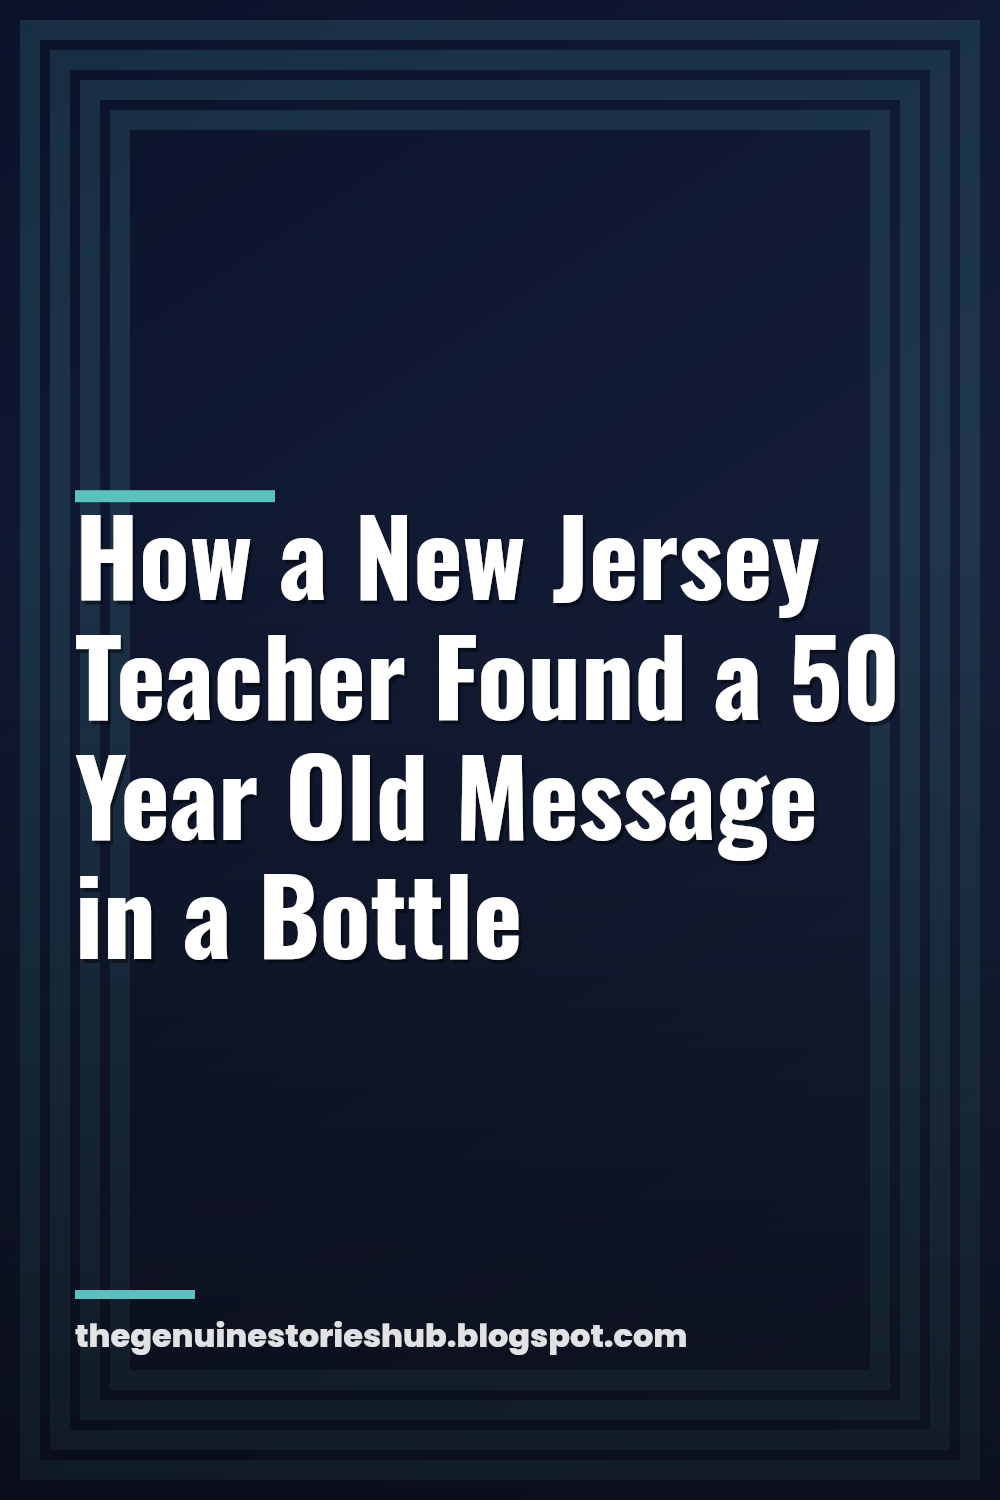 How a New Jersey
Teacher Found a 50
Year Old Message
in a Bottle
thegenuinestorieshub.blogspot.com